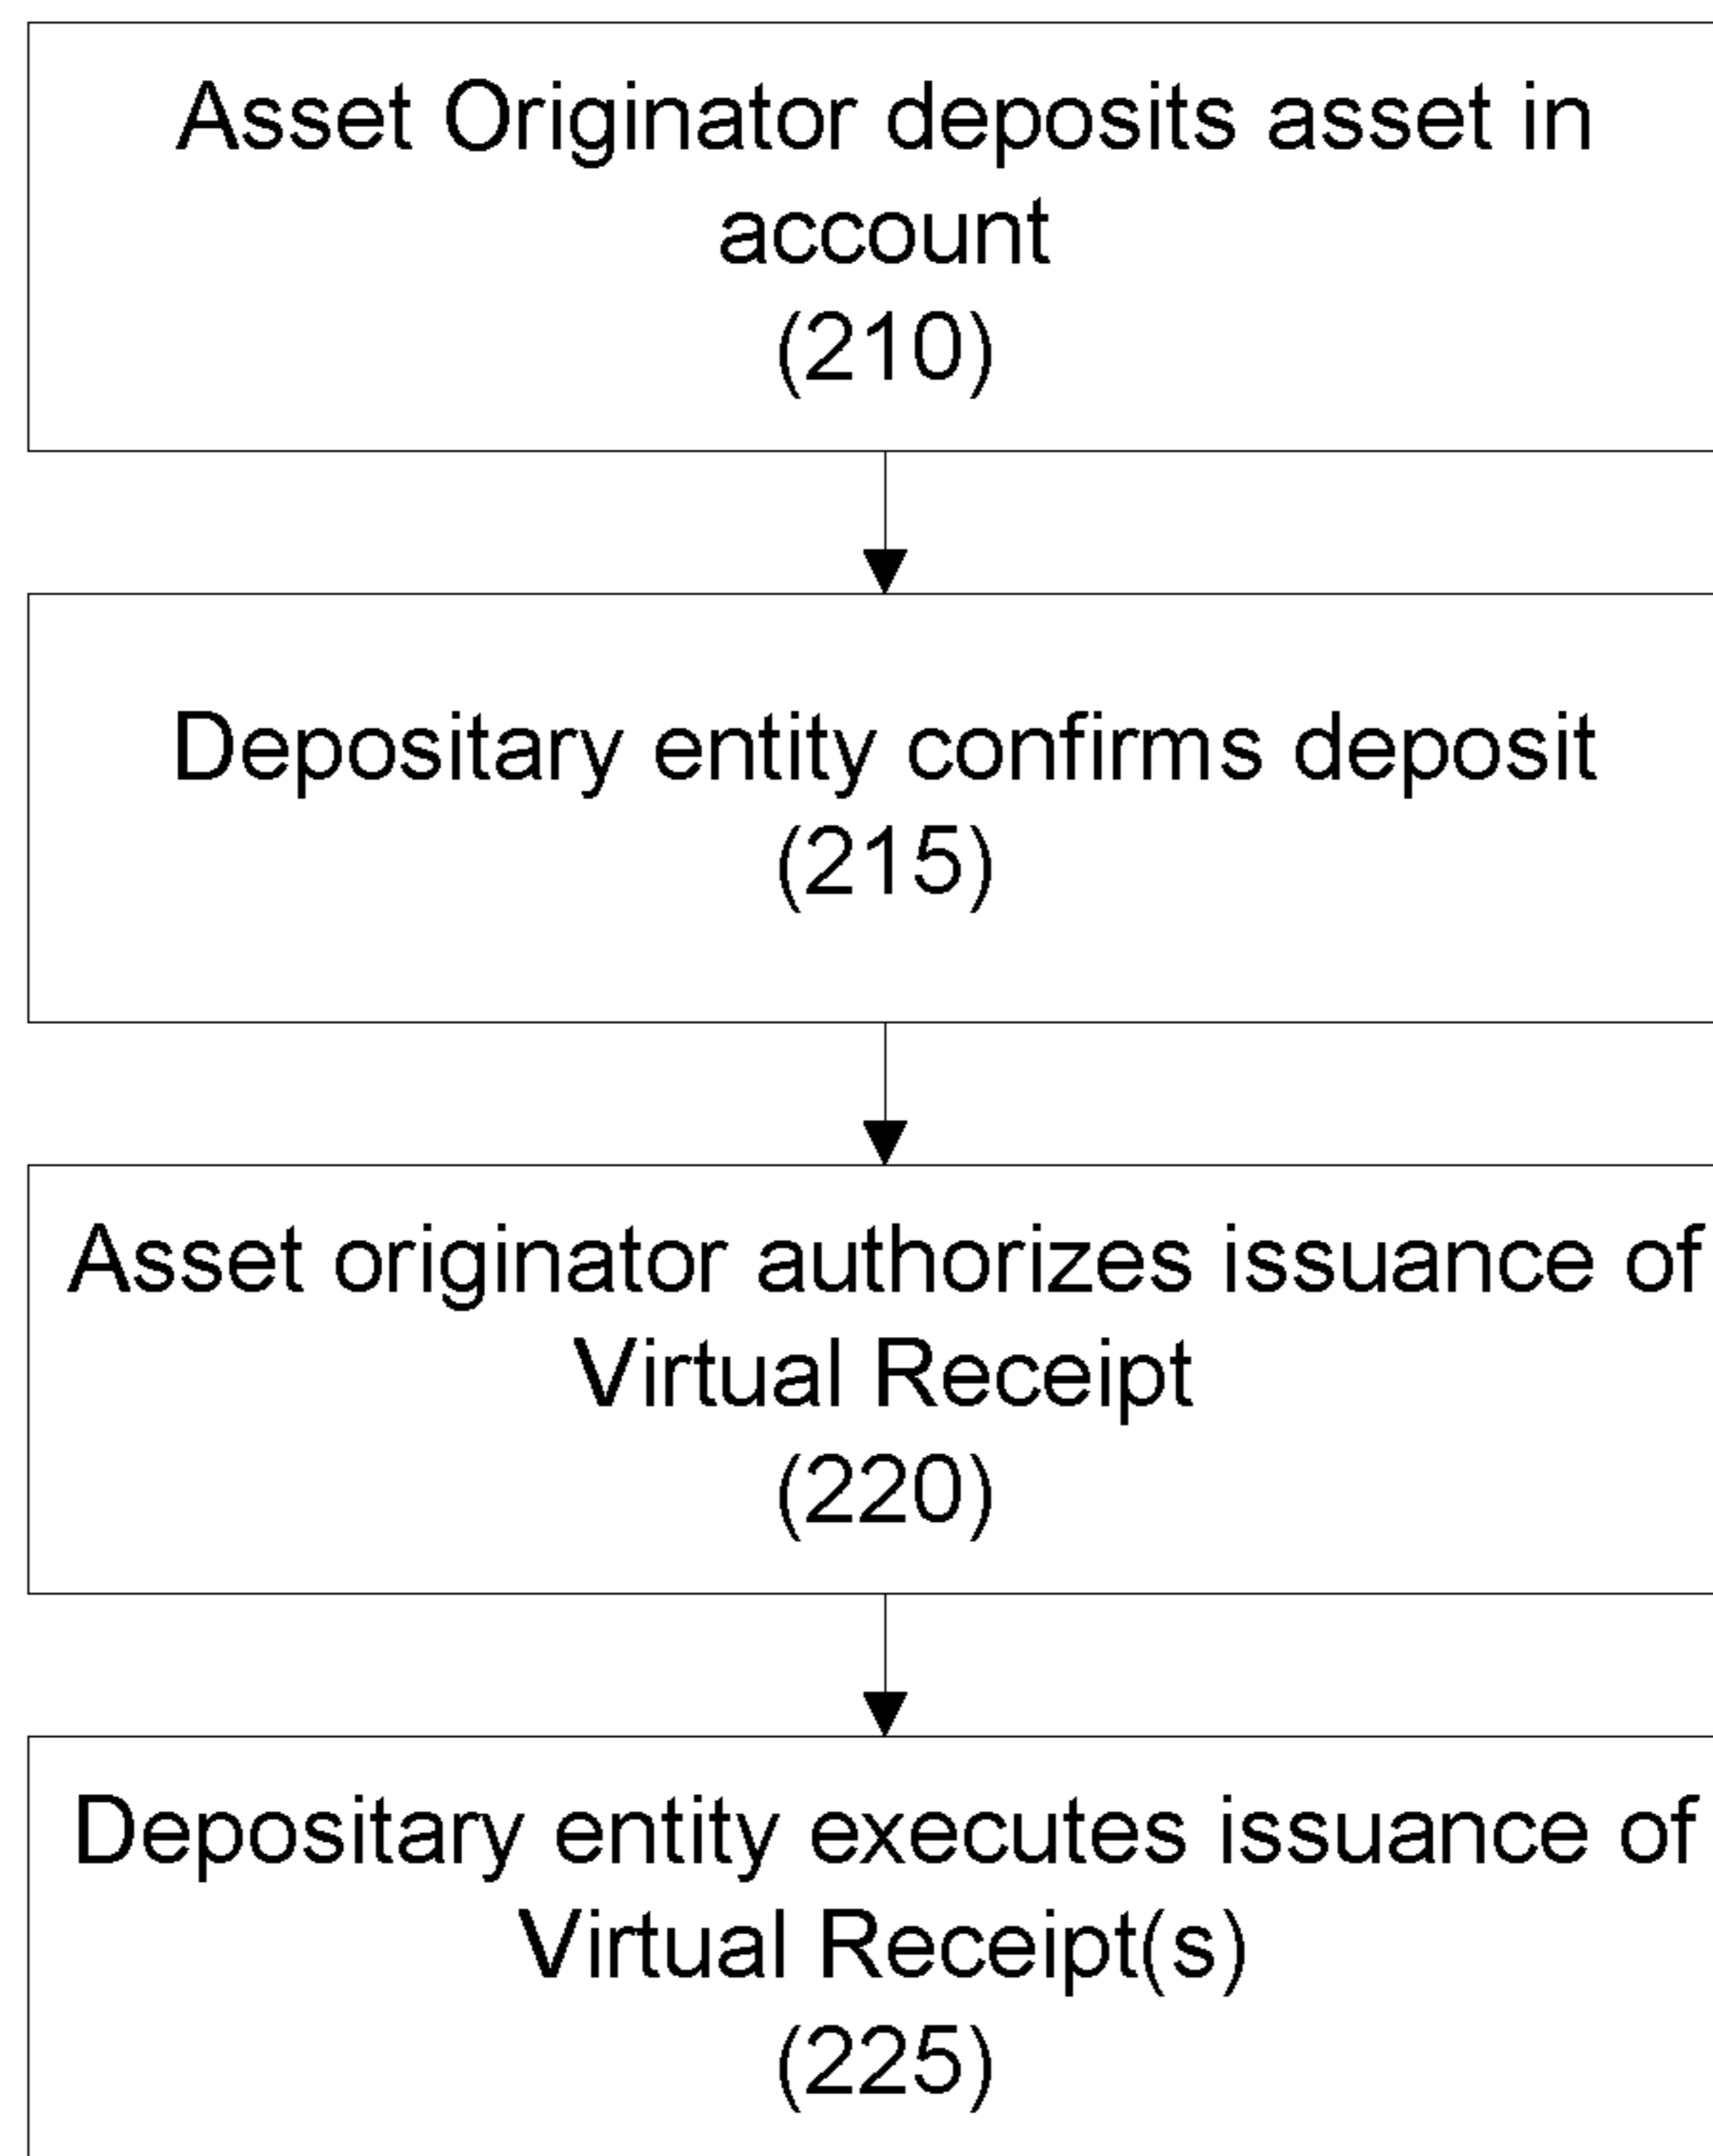 Asset Originator deposits asset in
account
(210)
Depositary entity confirms deposit
(215)
Asset originator authorizes issuance of
Virtual Receipt
(220)
Depositary entity executes issuance of
Virtual Receipt(s)
(225)